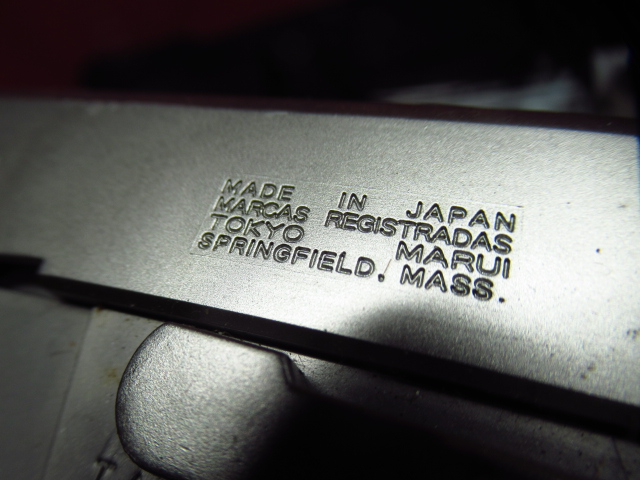 MADE IN JAPAN
MARCAS REGISTRADAS
TOKYO MARUI
SPRINGFIELD, MASS.